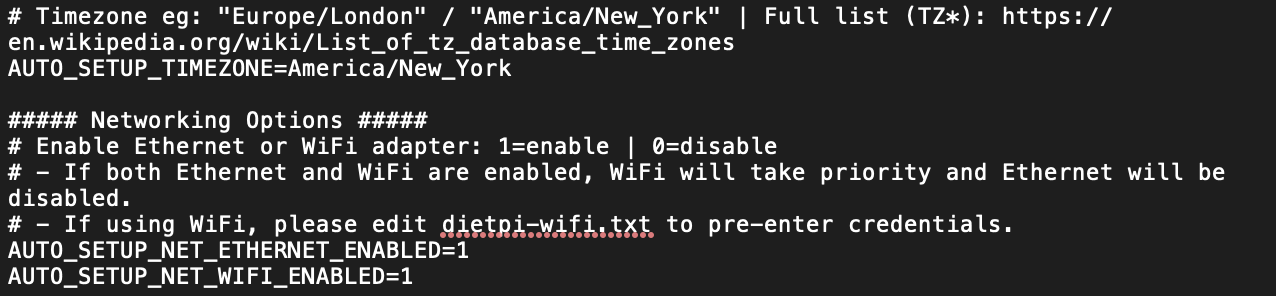 # Timezone eg: "Europe/London" / "America/New_York" | Full list (TZ*): https://
en.wikipedia.org/wiki/List_of_tz_database_time_zones
AUTO_SETUP_TIMEZONE=America/New_York

##### Networking Options #####
# Enable Ethernet or WiFi adapter: 1=enable | 0=disable
# - If both Ethernet and WiFi are enabled, WiFi will take priority and Ethernet will be
disabled.
# - If using WiFi, please edit dietpi-wifi.txt to pre-enter credentials.
AUTO_SETUP_NET_ETHERNET_ENABLED=1
AUTO_SETUP_NET_WIFI_ENABLED=1